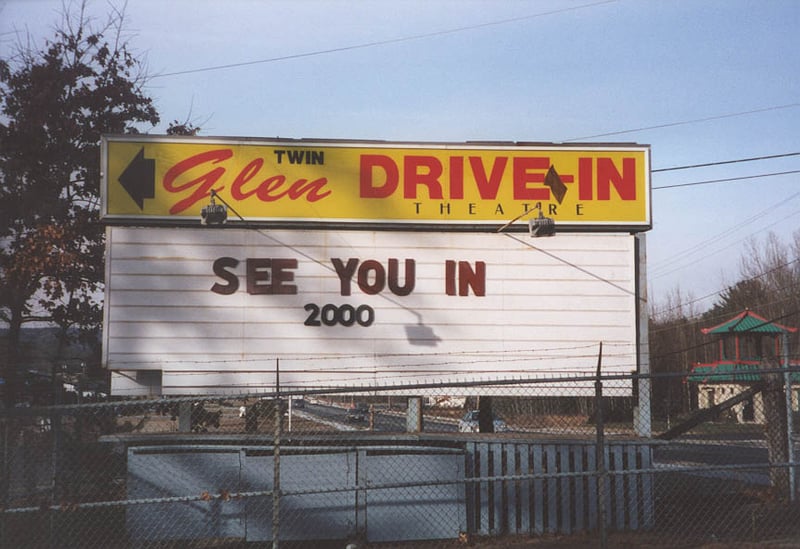 TWIN
Glen DRIVE-IN
THEATRE
SEE YOU IN
2000